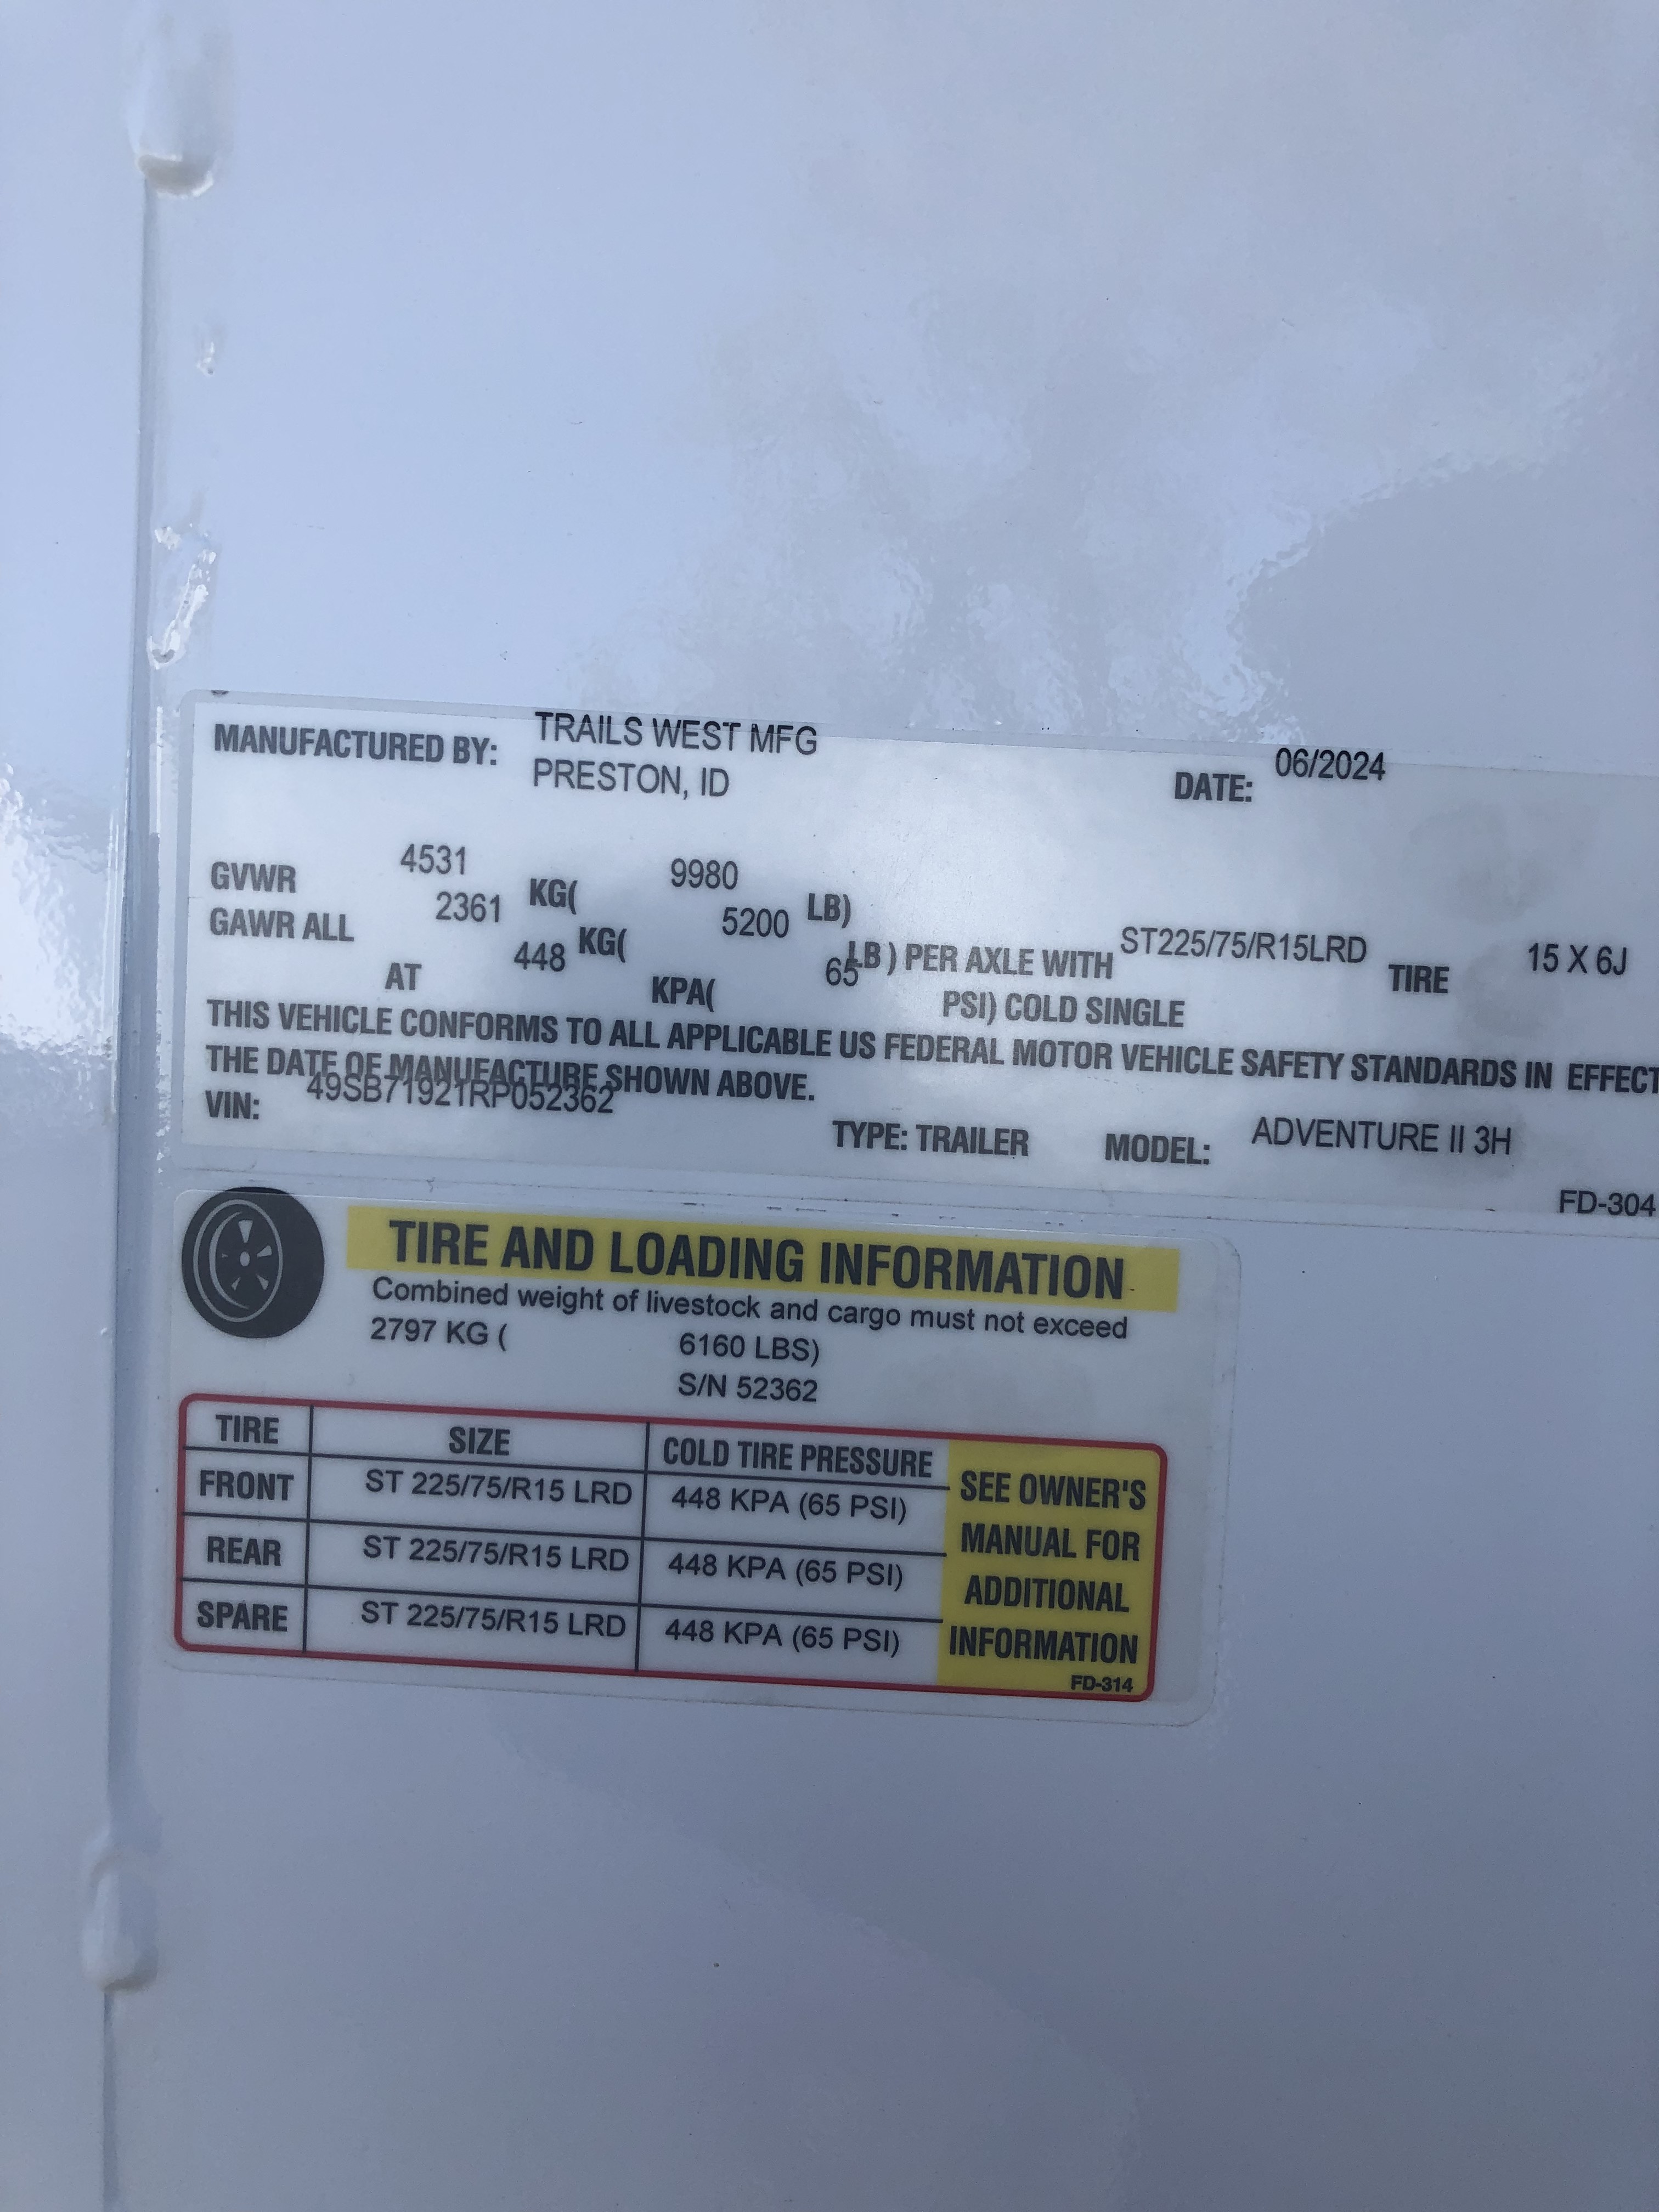 MANUFACTURED BY: TRAILS WEST MFG DATE: 06/2024
PRESTON, ID
GVWR 4531 KG( 9980 LB)
GAWR ALL 2361 KG( 5200 LB) PER AXLE WITH ST225/75/R15LRD TIRE 15 X 6J
AT 448 KPA( 65 PSI) COLD SINGLE
THIS VEHICLE CONFORMS TO ALL APPLICABLE US FEDERAL MOTOR VEHICLE SAFETY STANDARDS IN EFFECT
THE DATE OF MANUFACTURE SHOWN ABOVE.
VIN: 49SB71921RP052362 TYPE: TRAILER MODEL: ADVENTURE II 3H
FD-304
TIRE AND LOADING INFORMATION
Combined weight of livestock and cargo must not exceed
2797 KG ( 6160 LBS)
S/N 52362
TIRE SIZE COLD TIRE PRESSURE
FRONT ST 225/75/R15 LRD 448 KPA (65 PSI)
REAR ST 225/75/R15 LRD 448 KPA (65 PSI)
SPARE ST 225/75/R15 LRD 448 KPA (65 PSI)
SEE OWNER'S
MANUAL FOR
ADDITIONAL
INFORMATION
FD-314